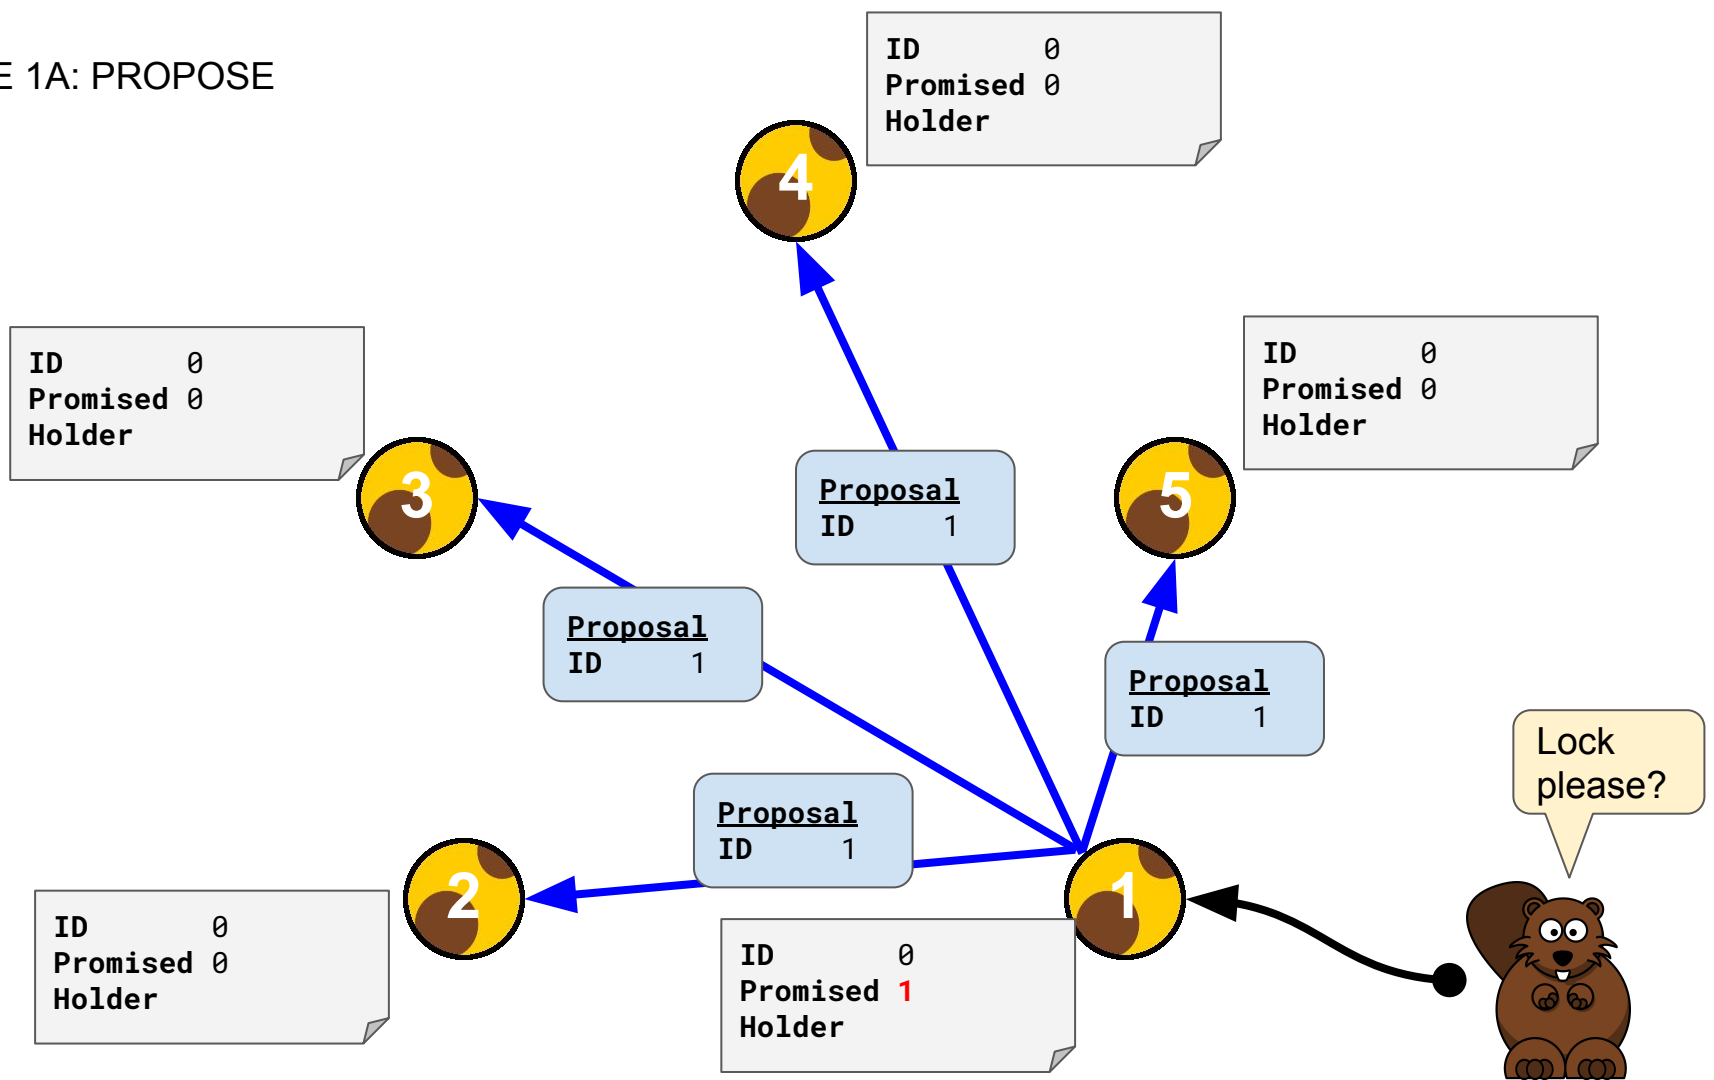 E 1A: PROPOSE
ID 0
Promised 0
Holder
4
ID 0
Promised 0
Holder
3
ID 0
Promised 0
Holder
5
Proposal
ID 1
Proposal
ID 1
Proposal
ID 1
Proposal
ID 1
Lock
please?
2
ID 0
Promised 0
Holder
1
ID 0
Promised 1
Holder